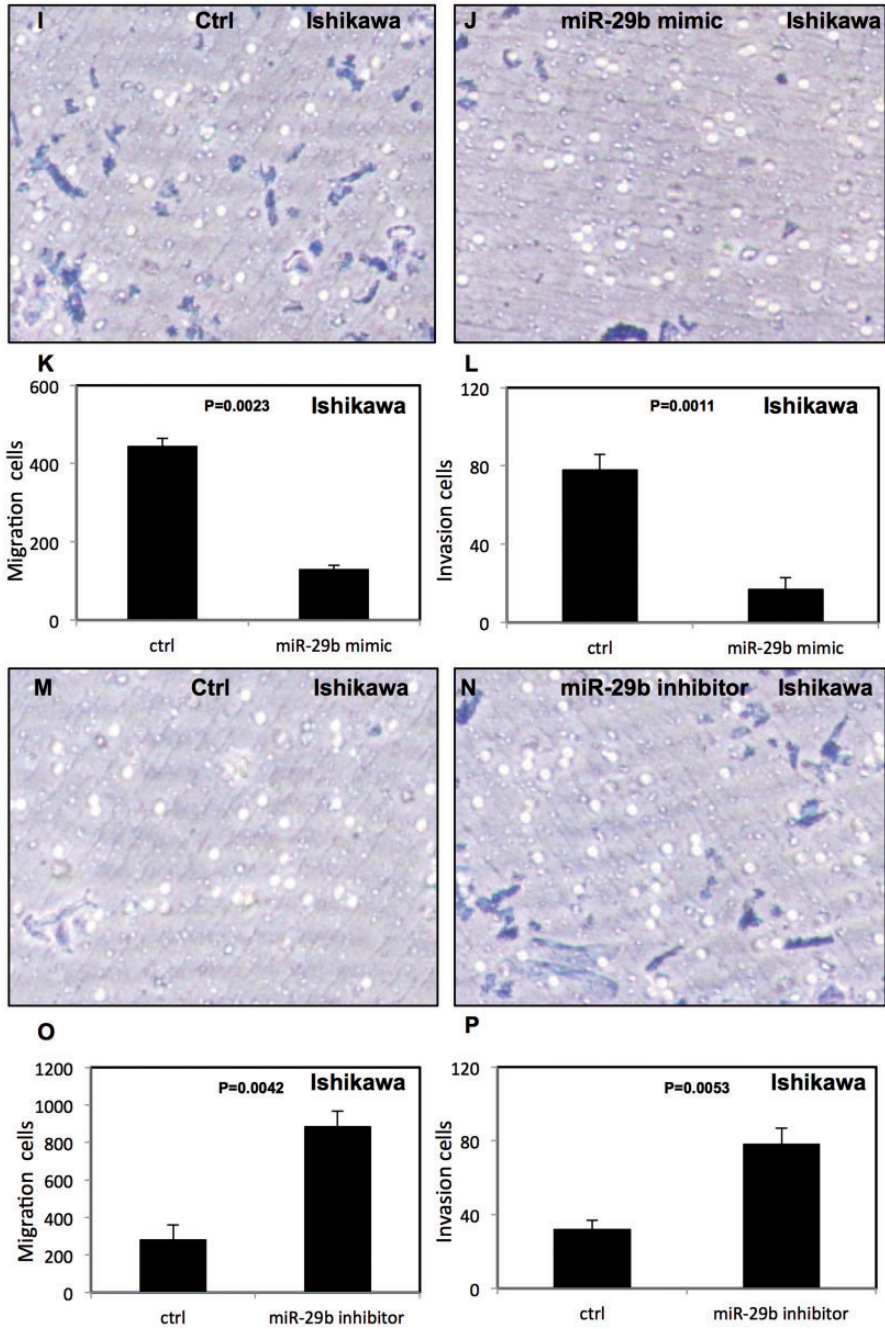 I Ctrl Ishikawa
J miR-29b mimic Ishikawa
K
600
400
200
0
Migration cells
P=0.0023 Ishikawa
ctrl miR-29b mimic
L
120
80
40
0
Invasion cells
P=0.0011 Ishikawa
ctrl miR-29b mimic
M Ctrl Ishikawa
N miR-29b inhibitor Ishikawa
O
1200
1000
800
600
400
200
0
Migration cells
P=0.0042 Ishikawa
ctrl miR-29b inhibitor
P
120
80
40
0
Invasion cells
P=0.0053 Ishikawa
ctrl miR-29b inhibitor